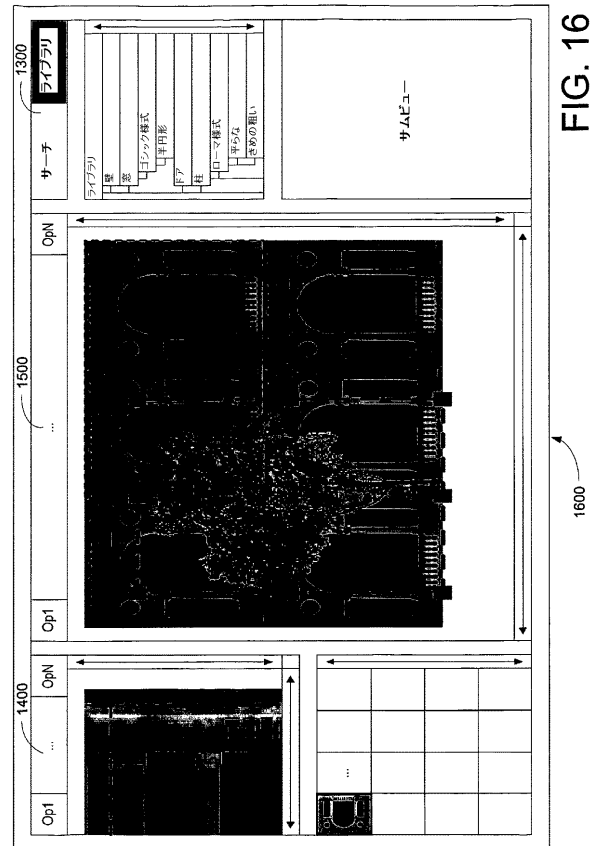 1400
Op1
...
OpN
...
1500
Op1
...
OpN
1300
サーチ
ライブラリ
ライブラリ
壁
窓
ゴシック様式
半円形
ドア
柱
ローマ様式
平らな
きめの粗い
サムビュー
1600
FIG. 16